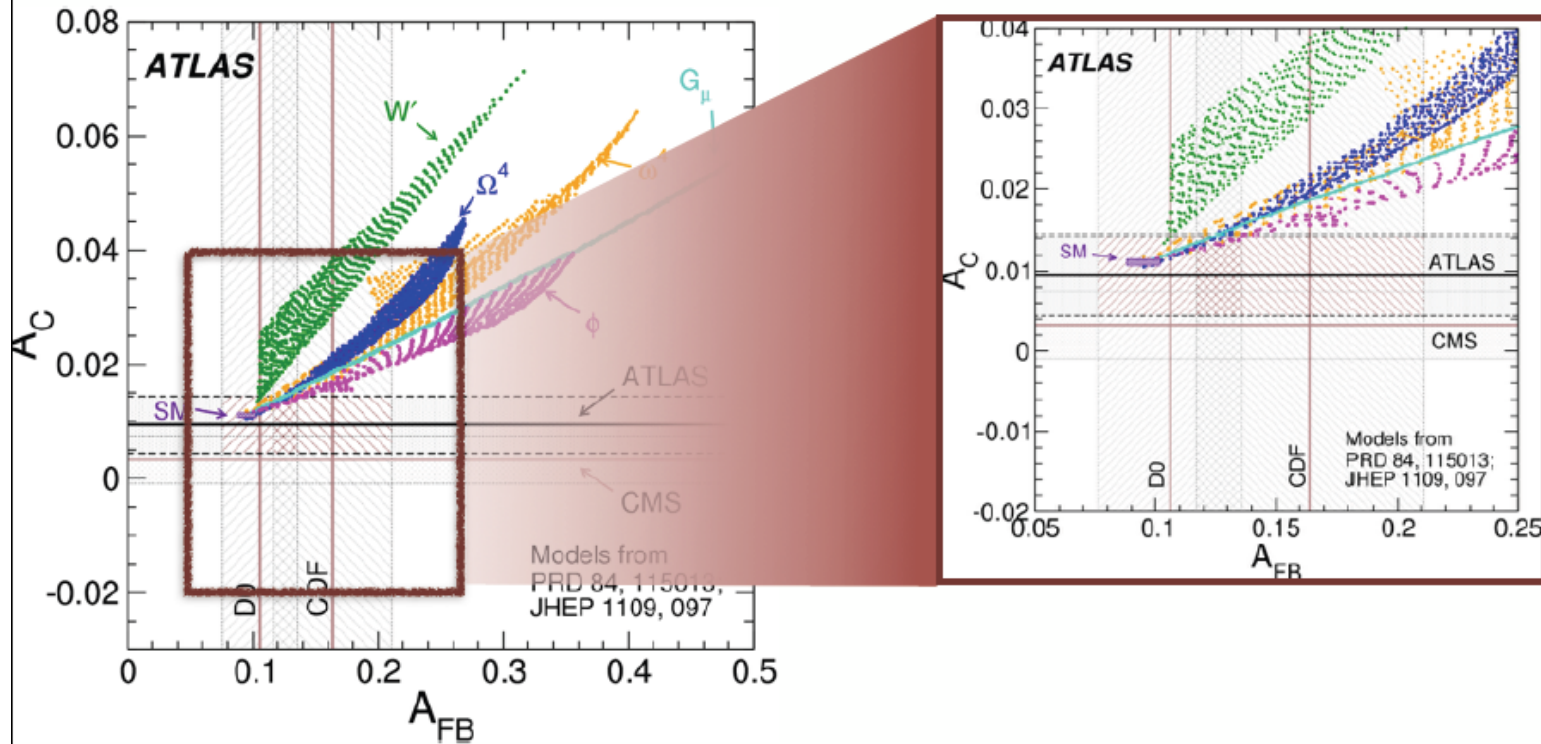 0.08
0.06
0.04
0.02
0
-0.02
A_C
ATLAS
W′
Ω⁴
ω⁴
G_μ
ϕ
SM
ATLAS
CMS
D0
CDF
Models from
PRD 84, 115013;
JHEP 1109, 097
0 0.1 0.2 0.3 0.4 0.5
A_FB
0.04
0.03
0.02
0.01
0
-0.01
-0.02
A_C
ATLAS
SM
ATLAS
CMS
D0
CDF
Models from
PRD 84, 115013;
JHEP 1109, 097
0.05 0.1 0.15 0.2 0.25
A_FB